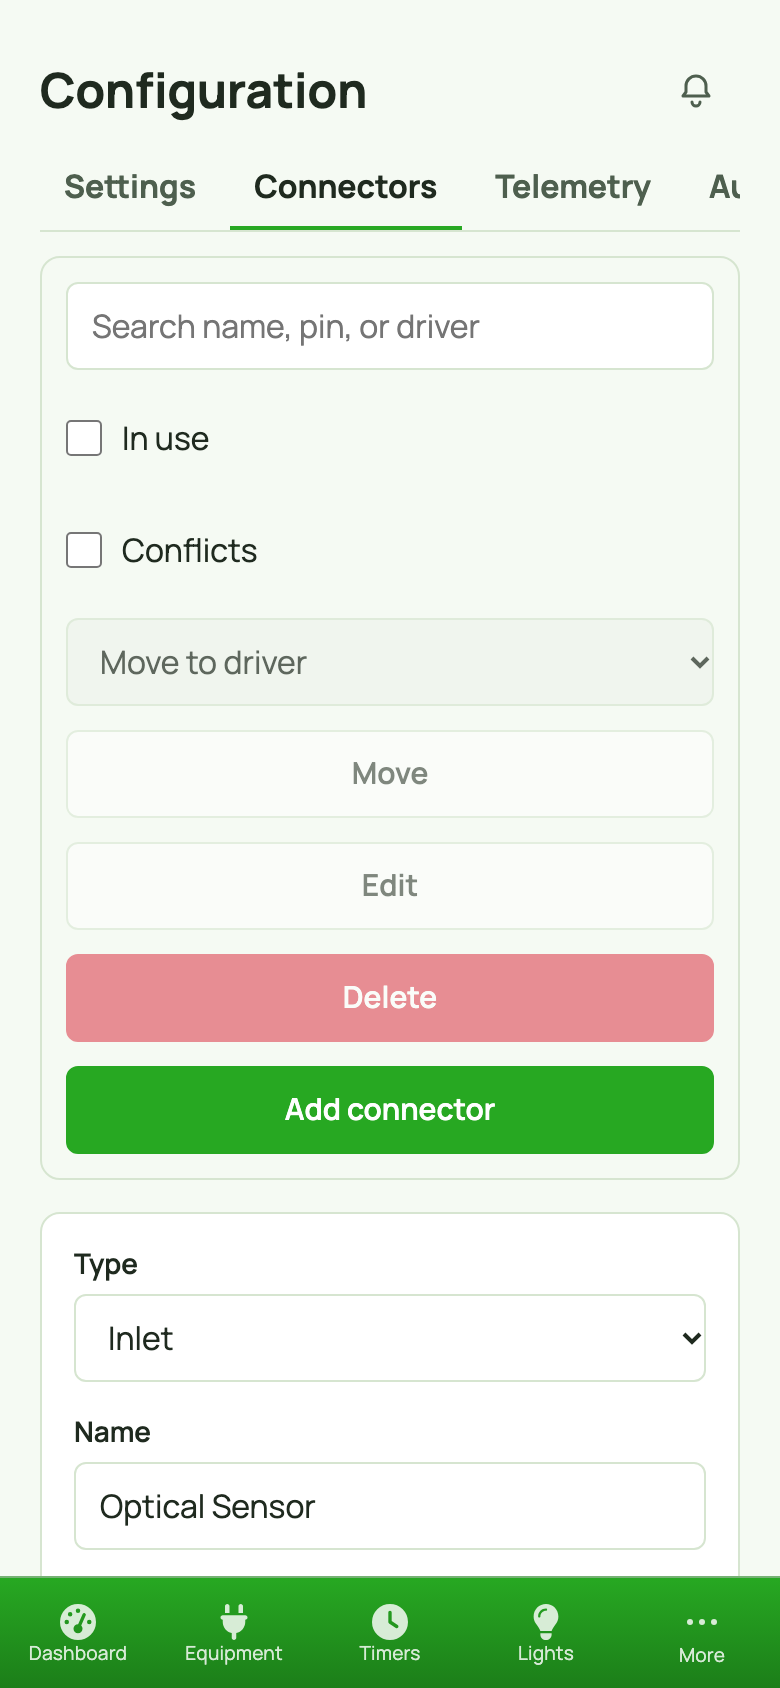 Configuration
Settings Connectors Telemetry Au
Search name, pin, or driver
In use
Conflicts
Move to driver
Move
Edit
Delete
Add connector
Type
Inlet
Name
Optical Sensor
Dashboard Equipment Timers Lights More